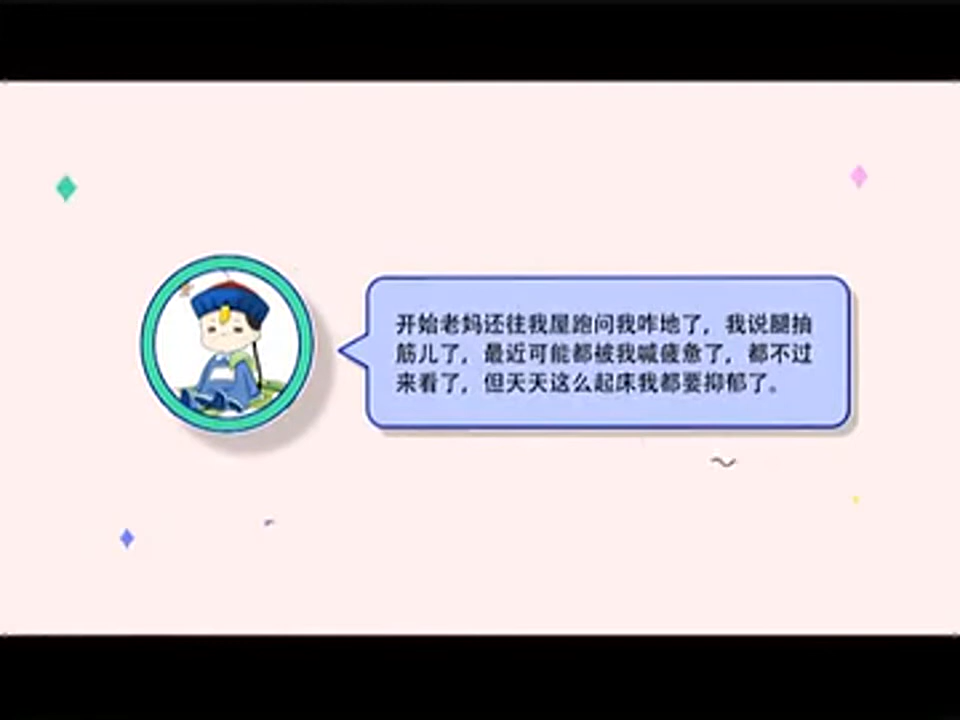 开始老妈还往我屋跑问我咋地了，我说腿抽
筋儿了，最近可能都被我喊疲惫了，都不过
来看了，但天天这么起床我都要抑郁了。